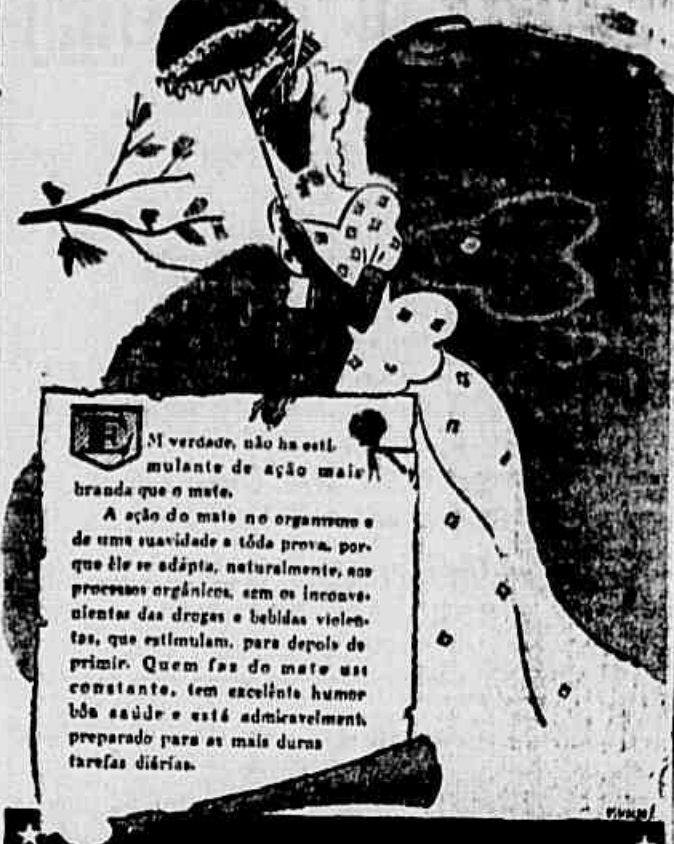 EM verdade, não ha esti-
mulante de ação mais
branda que o mate.
A ação do mate no organismo e
de uma suavidade a tôda prova, por-
que êle se adápta, naturalmente, aos
processos orgânicos, sem os inconve-
nientes das drogas e bebidas violen-
tas, que estimulam, para depois de
primir. Quem faz do mate uso
constante, tem excelênte humor
bôa saúde e está admiravelment.
preparado para as mais duras
tarefas diárias.